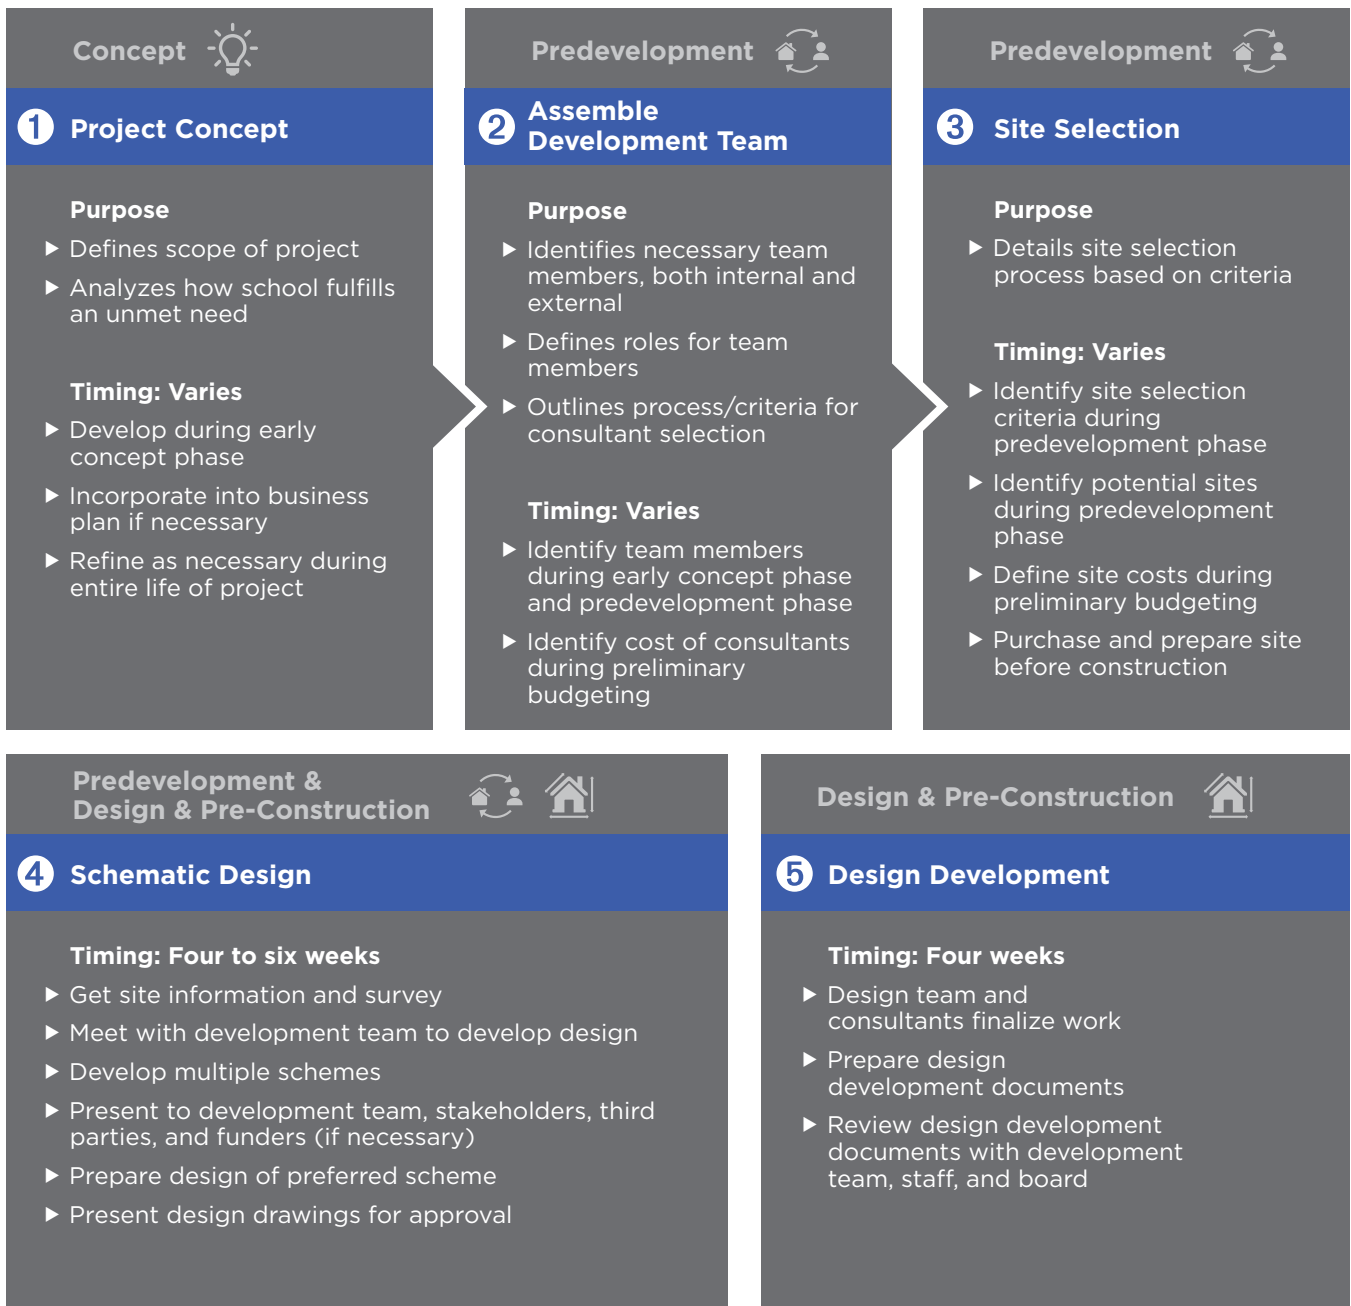 Concept
1 Project Concept
Purpose
Defines scope of project
Analyzes how school fulfills
an unmet need
Timing: Varies
Develop during early
concept phase
Incorporate into business
plan if necessary
Refine as necessary during
entire life of project
Predevelopment
2 Assemble
Development Team
Purpose
Identifies necessary team
members, both internal and
external
Defines roles for team
members
Outlines process/criteria for
consultant selection
Timing: Varies
Identify team members
during early concept phase
and predevelopment phase
Identify cost of consultants
during preliminary
budgeting
Predevelopment
3 Site Selection
Purpose
Details site selection
process based on criteria
Timing: Varies
Identify site selection
criteria during
predevelopment phase
Identify potential sites
during predevelopment
phase
Define site costs during
preliminary budgeting
Purchase and prepare site
before construction
Predevelopment &
Design & Pre-Construction
4 Schematic Design
Timing: Four to six weeks
Get site information and survey
Meet with development team to develop design
Develop multiple schemes
Present to development team, stakeholders, third
parties, and funders (if necessary)
Prepare design of preferred scheme
Present design drawings for approval
Design & Pre-Construction
5 Design Development
Timing: Four weeks
Design team and
consultants finalize work
Prepare design
development documents
Review design development
documents with development
team, staff, and board